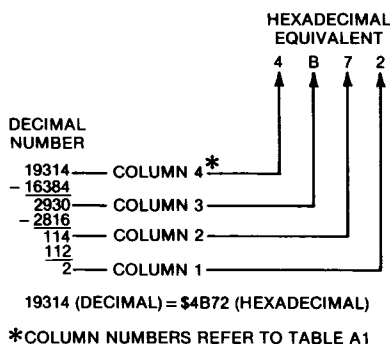 HEXADECIMAL
EQUIVALENT
4 B 7 2
DECIMAL
NUMBER
19314 COLUMN 4*
- 16384
2930 COLUMN 3
- 2816
114 COLUMN 2
112
2 COLUMN 1
19314 (DECIMAL) = $4B72 (HEXADECIMAL)
*COLUMN NUMBERS REFER TO TABLE A1